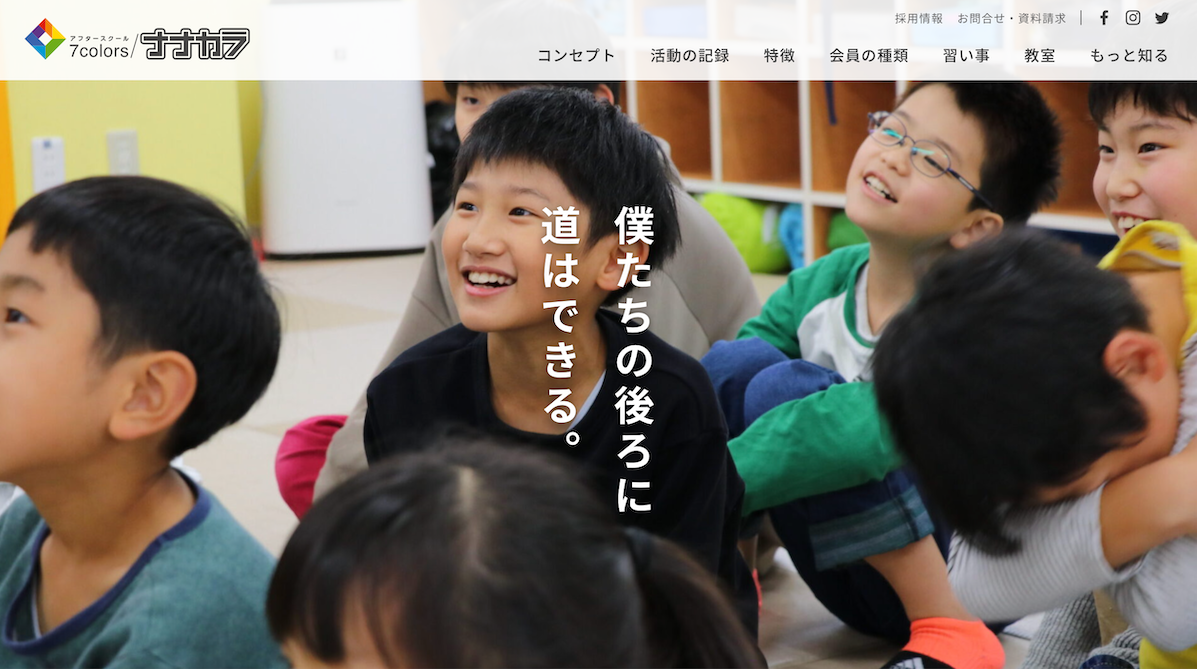 採用情報
お問合せ・資料請求
アフタースクール
7colors/ナナカラ
コンセプト
活動の記録
特徴
会員の種類
習い事
教室
もっと知る
僕たちの後ろに
道はできる。